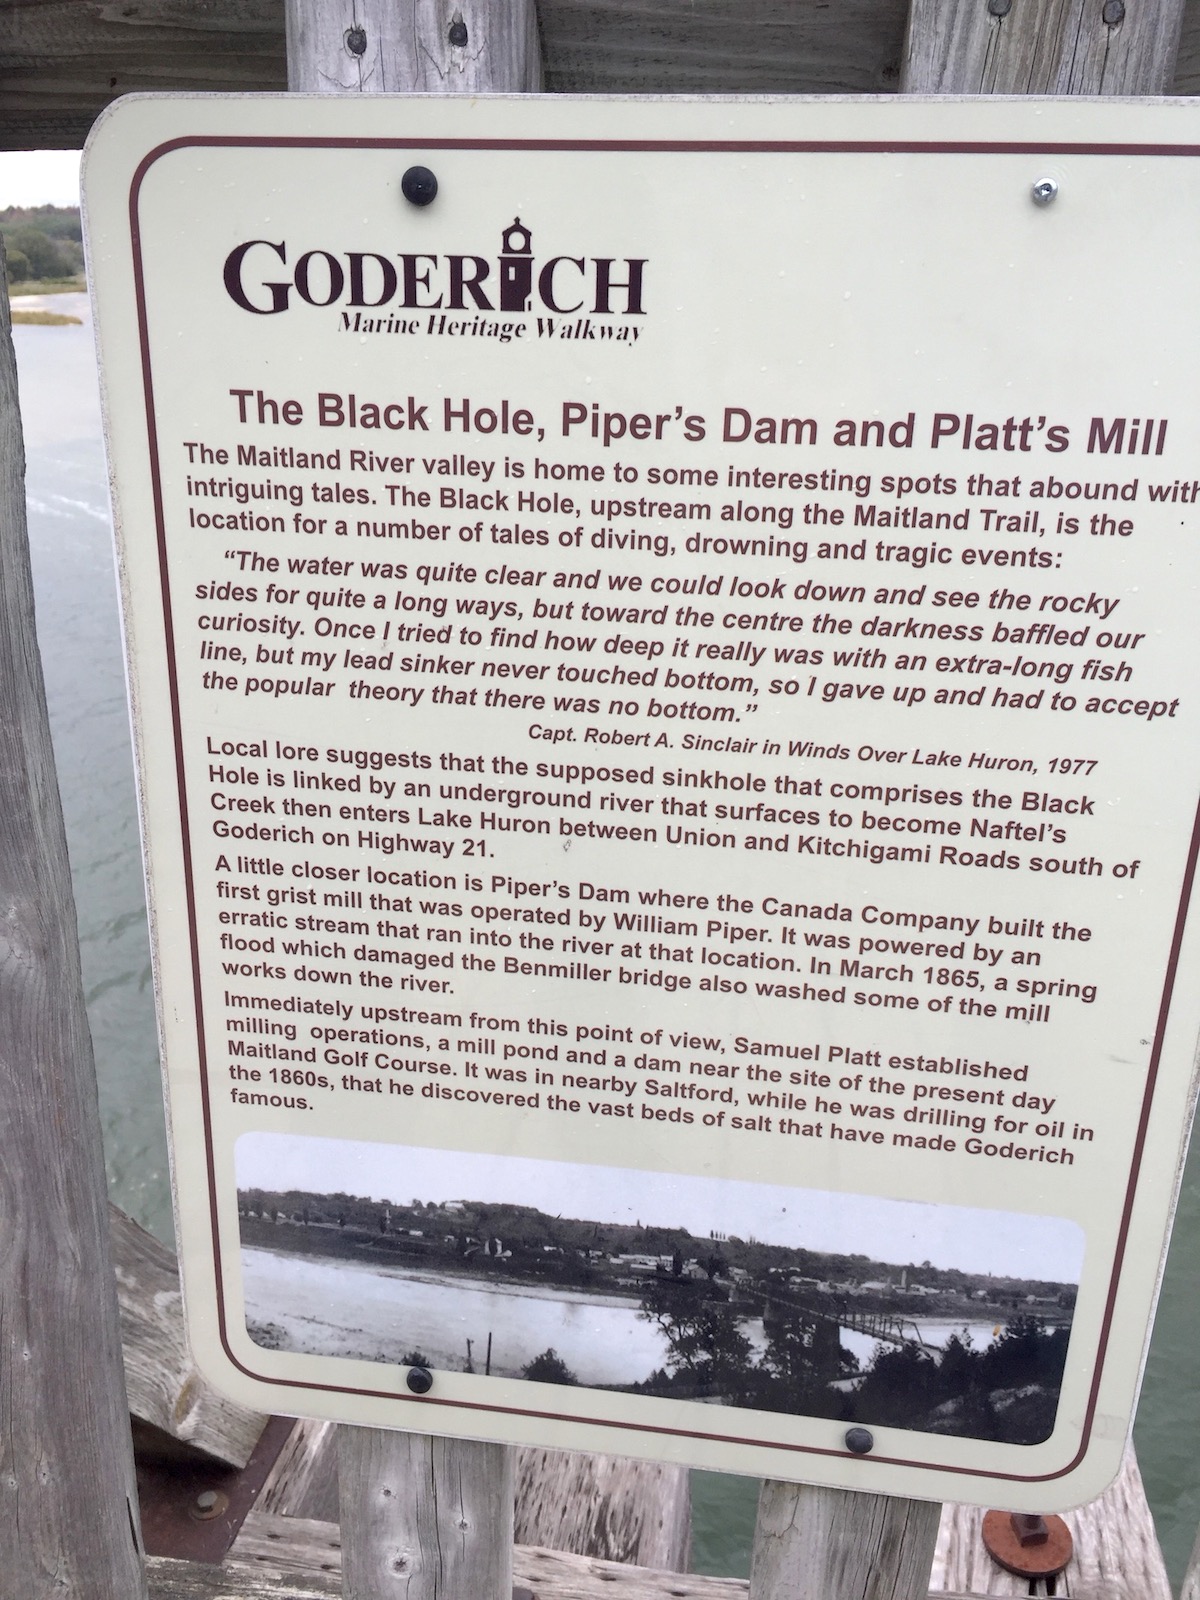 GODERICH
Marine Heritage Walkway
The Black Hole, Piper's Dam and Platt's Mill
The Maitland River valley is home to some interesting spots that abound with
intriguing tales. The Black Hole, upstream along the Maitland Trail, is the
location for a number of tales of diving, drowning and tragic events:
“The water was quite clear and we could look down and see the rocky
sides for quite a long ways, but toward the centre the darkness baffled our
curiosity. Once I tried to find how deep it really was with an extra-long fish
line, but my lead sinker never touched bottom, so I gave up and had to accept
the popular theory that there was no bottom.”
Capt. Robert A. Sinclair in Winds Over Lake Huron, 1977
Local lore suggests that the supposed sinkhole that comprises the Black
Hole is linked by an underground river that surfaces to become Naftel's
Creek then enters Lake Huron between Union and Kitchigami Roads south of
Goderich on Highway 21.
A little closer location is Piper's Dam where the Canada Company built the
first grist mill that was operated by William Piper. It was powered by an
erratic stream that ran into the river at that location. In March 1865, a spring
flood which damaged the Benmiller bridge also washed some of the mill
works down the river.
Immediately upstream from this point of view, Samuel Platt established
milling operations, a mill pond and a dam near the site of the present day
Maitland Golf Course. It was in nearby Saltford, while he was drilling for oil in
the 1860s, that he discovered the vast beds of salt that have made Goderich
famous.